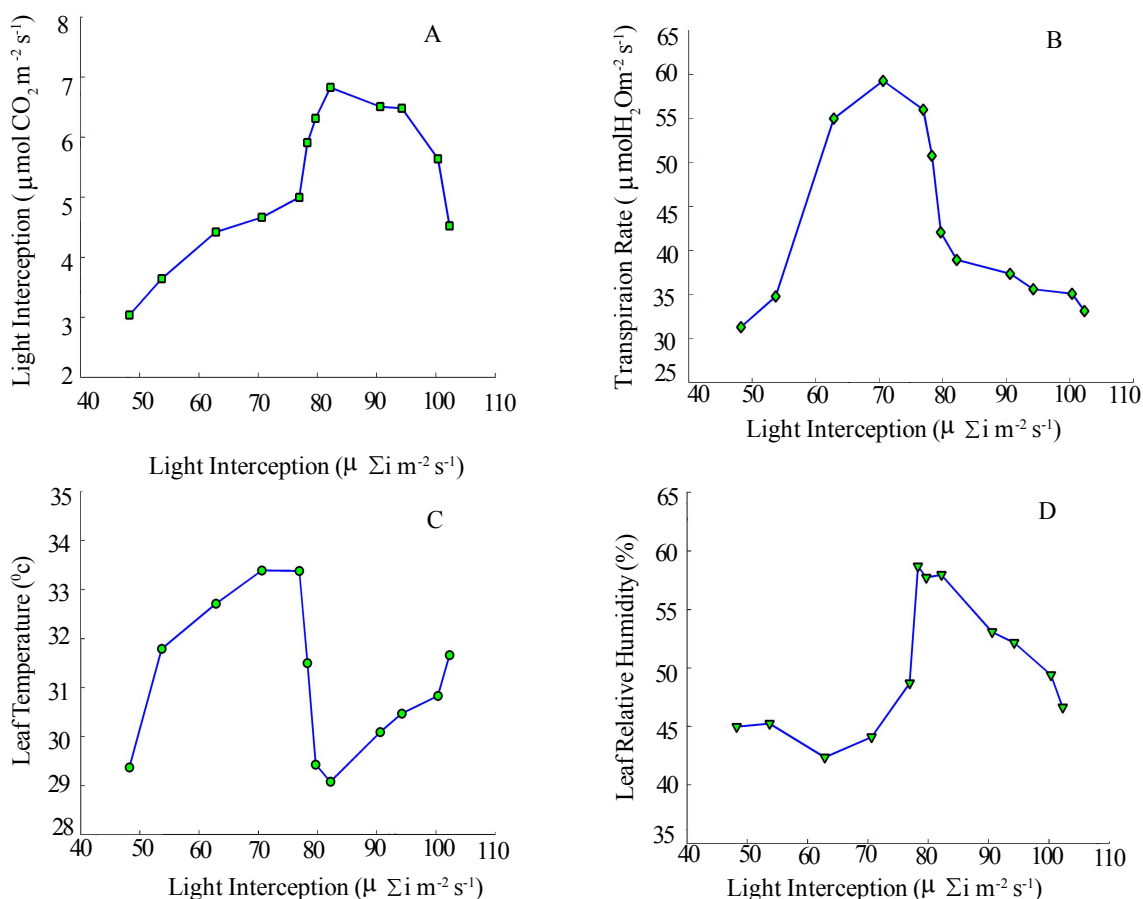 A
Light Interception (μmol CO₂ m⁻² s⁻¹)
8
7
6
5
4
3
2
40 50 60 70 80 90 100 110
Light Interception (μ Σi m⁻² s⁻¹)
B
Transpiraion Rate ( μmolH₂Om⁻² s⁻¹)
65
60
55
50
45
40
35
30
25
40 50 60 70 80 90 100 110
Light Interception (μ Σi m⁻² s⁻¹)
C
Leaf Temperature (⁰c)
35
34
33
32
31
30
29
28
40 50 60 70 80 90 100 110
Light Interception (μ Σi m⁻² s⁻¹)
D
Leaf Relative Humidity (%)
65
60
55
50
45
40
35
40 50 60 70 80 90 100 110
Light Interception (μ Σi m⁻² s⁻¹)